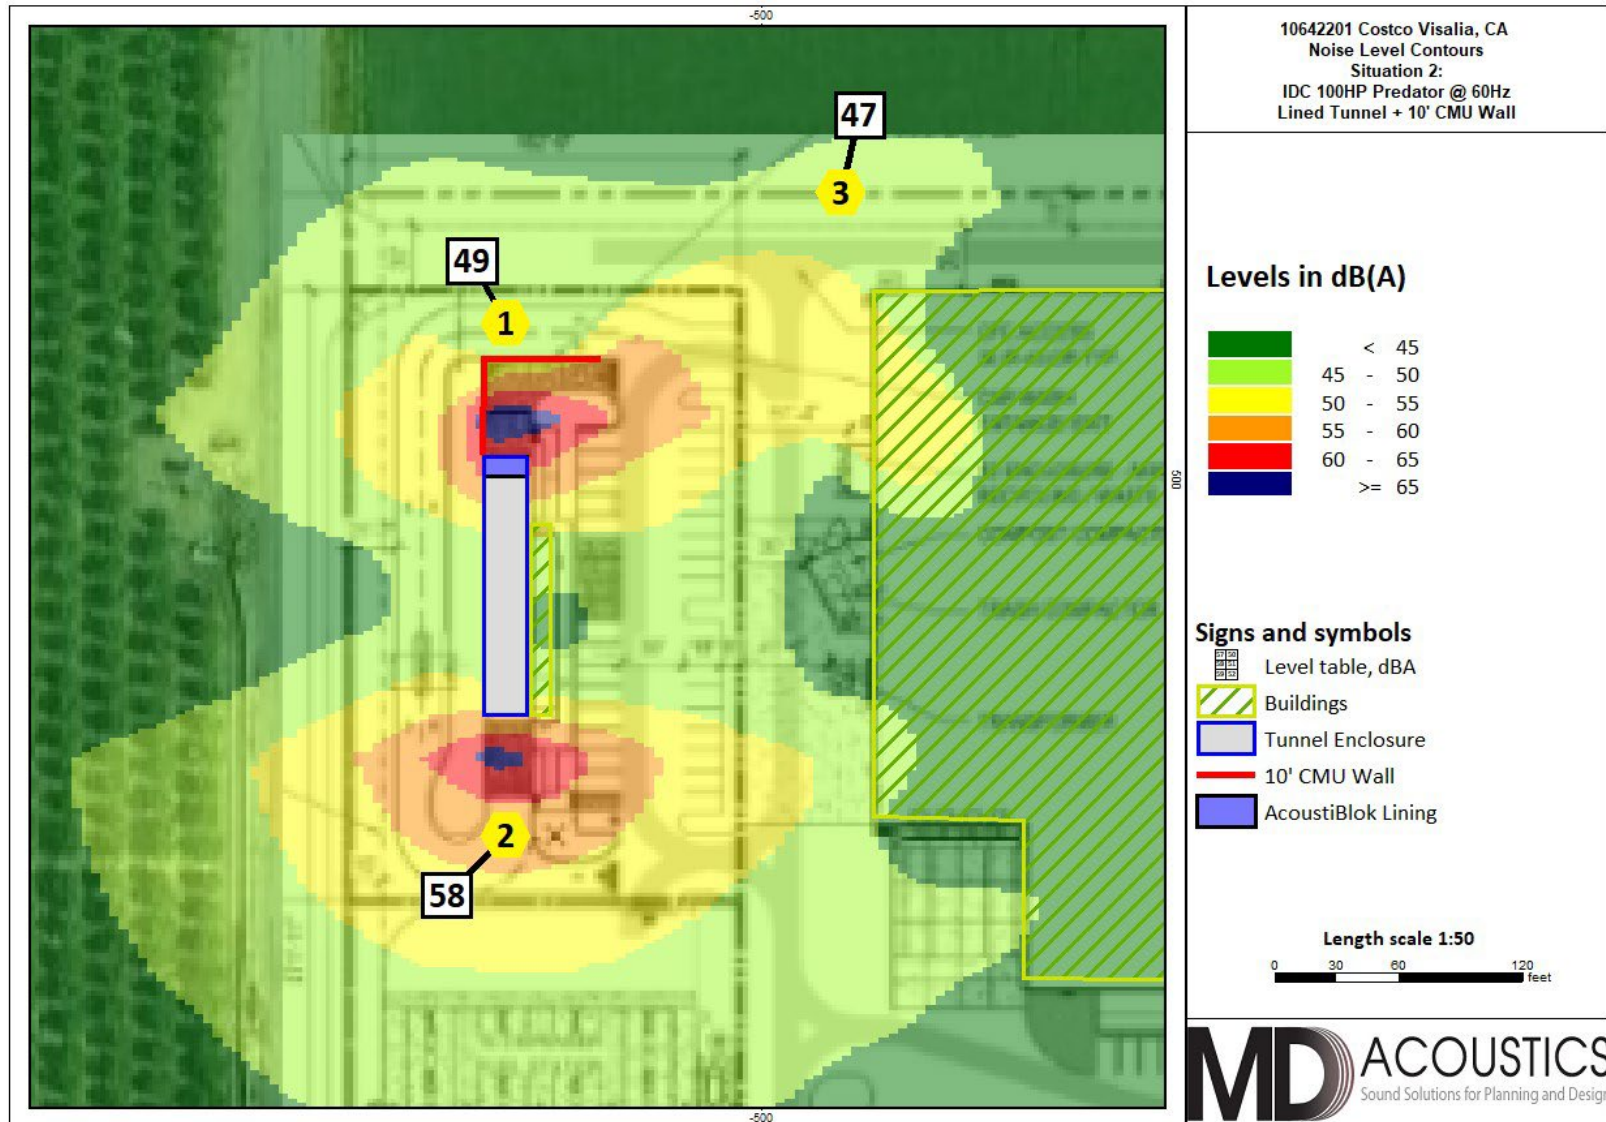 -500
10642201 Costco Visalia, CA
Noise Level Contours
Situation 2:
IDC 100HP Predator @ 60Hz
Lined Tunnel + 10' CMU Wall
47
3
49
1
2
58
500
-500
Levels in dB(A)
< 45
45 - 50
50 - 55
55 - 60
60 - 65
>= 65
Signs and symbols
Level table, dBA
Buildings
Tunnel Enclosure
10' CMU Wall
AcoustiBlok Lining
Length scale 1:50
0 30 60 120
feet
MD ACOUSTICS
Sound Solutions for Planning and Design